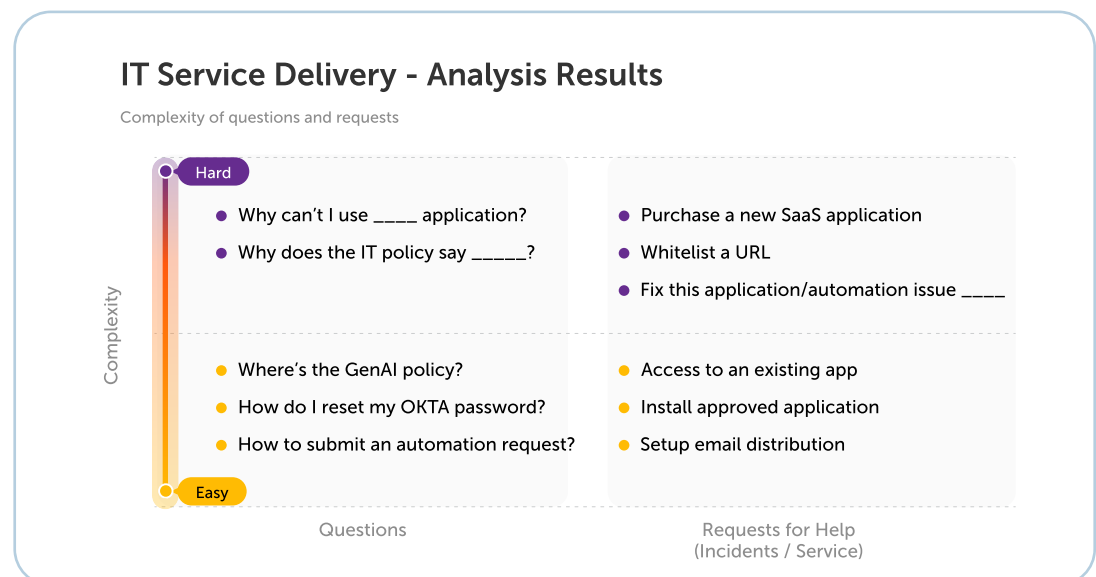 IT Service Delivery - Analysis Results
Complexity of questions and requests
Hard
Why can’t I use ____ application?
Why does the IT policy say _____?
Purchase a new SaaS application
Whitelist a URL
Fix this application/automation issue ____
Complexity
Where’s the GenAI policy?
How do I reset my OKTA password?
How to submit an automation request?
Access to an existing app
Install approved application
Setup email distribution
Easy
Questions
Requests for Help
(Incidents / Service)